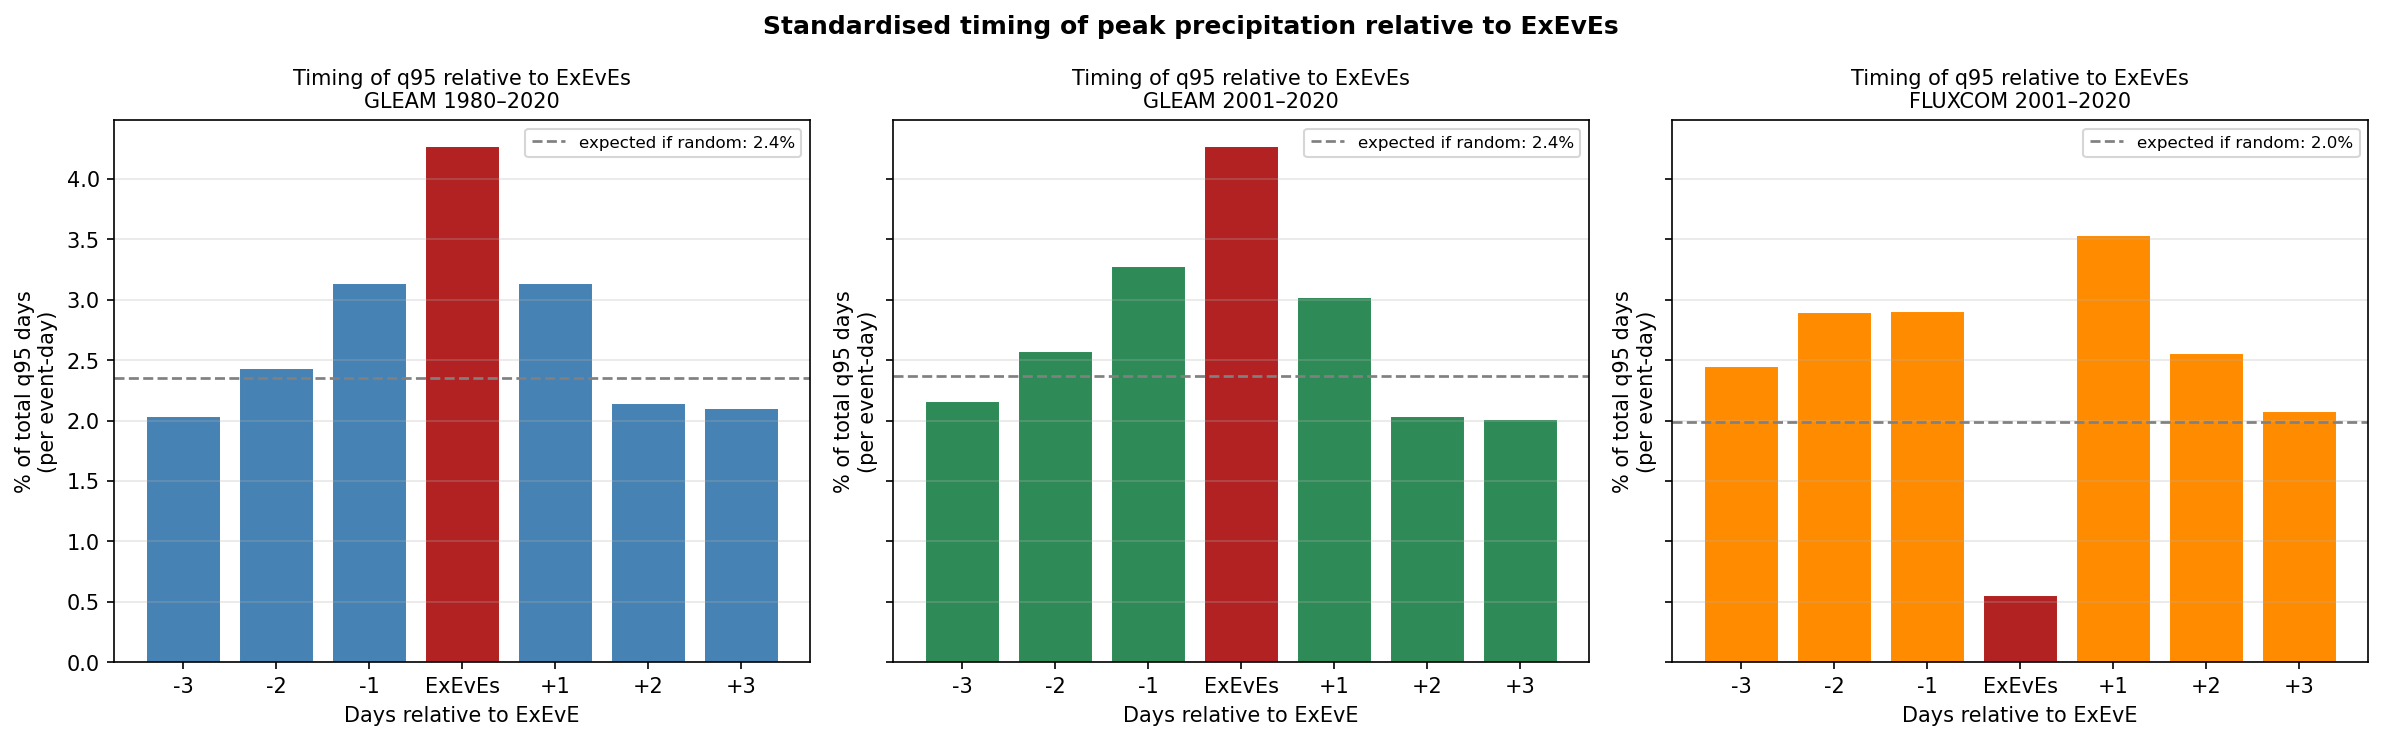 Standardised timing of peak precipitation relative to ExEvEs
Timing of q95 relative to ExEvEs
GLEAM 1980–2020
expected if random: 2.4%
% of total q95 days
(per event-day)
4.0
3.5
3.0
2.5
2.0
1.5
1.0
0.5
0.0
-3 -2 -1 ExEvEs +1 +2 +3
Days relative to ExEvE
Timing of q95 relative to ExEvEs
GLEAM 2001–2020
expected if random: 2.4%
% of total q95 days
(per event-day)
-3 -2 -1 ExEvEs +1 +2 +3
Days relative to ExEvE
Timing of q95 relative to ExEvEs
FLUXCOM 2001–2020
expected if random: 2.0%
% of total q95 days
(per event-day)
-3 -2 -1 ExEvEs +1 +2 +3
Days relative to ExEvE